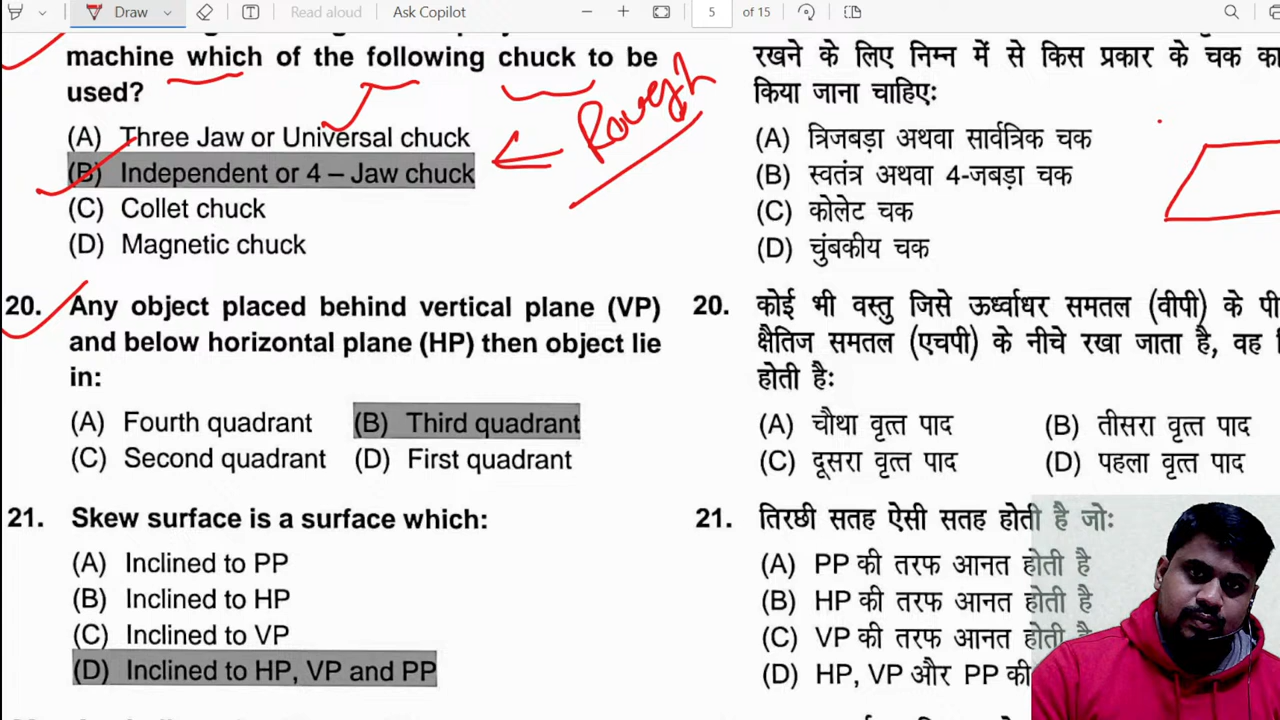 Draw
Read aloud
Ask Copilot
5
of 15
machine which of the following chuck to be
used?
(A) Three Jaw or Universal chuck
(B) Independent or 4 – Jaw chuck
(C) Collet chuck
(D) Magnetic chuck
Rough
रखने के लिए निम्न में से किस प्रकार के चक का
किया जाना चाहिएः
(A) त्रिजबड़ा अथवा सार्वत्रिक चक
(B) स्वतंत्र अथवा 4-जबड़ा चक
(C) कोलेट चक
(D) चुंबकीय चक
20. Any object placed behind vertical plane (VP)
and below horizontal plane (HP) then object lie
in:
(A) Fourth quadrant (B) Third quadrant
(C) Second quadrant (D) First quadrant
20. कोई भी वस्तु जिसे ऊर्ध्वाधर समतल (वीपी) के
क्षैतिज समतल (एचपी) के नीचे रखा जाता है, वह
होती हैः
(A) चौथा वृत्त पाद (B) तीसरा वृत्त पाद
(C) दूसरा वृत्त पाद (D) पहला वृत्त पाद
21. Skew surface is a surface which:
(A) Inclined to PP
(B) Inclined to HP
(C) Inclined to VP
(D) Inclined to HP, VP and PP
21. तिरछी सतह ऐसी सतह होती है जोः
(A) PP की तरफ आनत होती है
(B) HP की तरफ आनत होती है
(C) VP की तरफ आनत होती है
(D) HP, VP और PP की